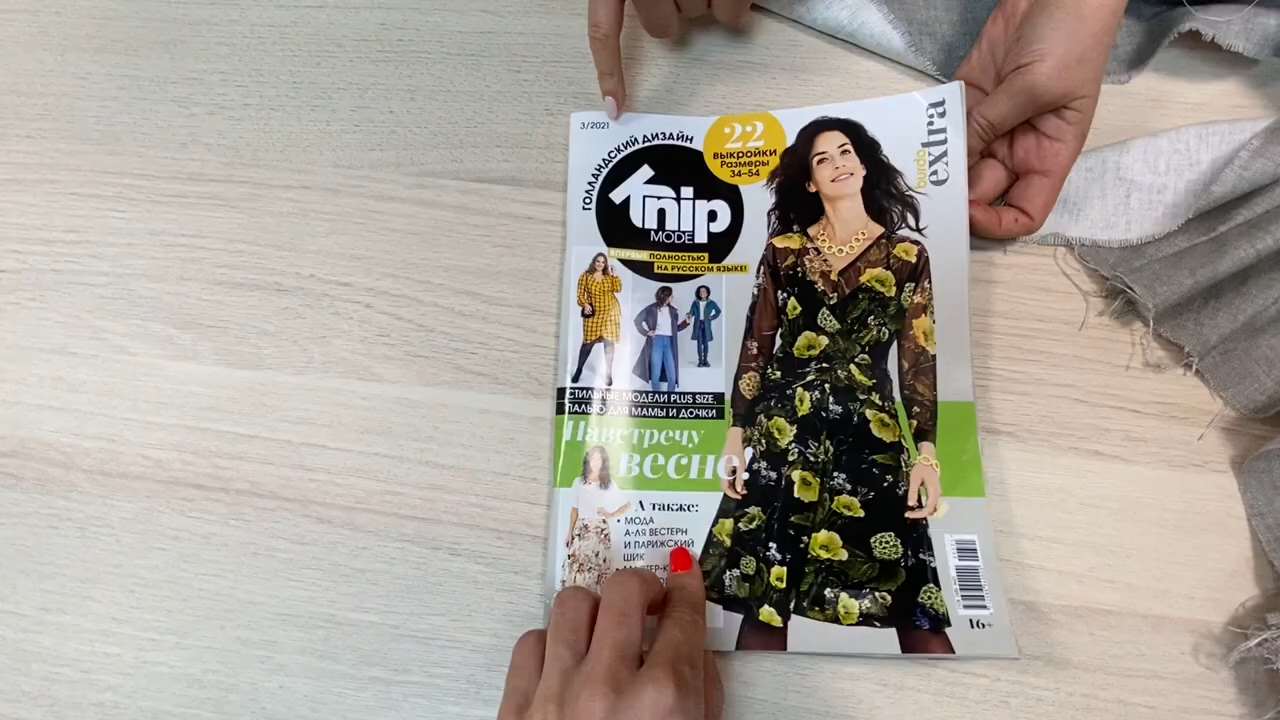 3/2021
ГОЛЛАНДСКИЙ ДИЗАЙН
Knip
MODE
22
ВЫКРОЙКИ
Размеры
34–54
burda
extra
ВПЕРВЫЕ ПОЛНОСТЬЮ
НА РУССКОМ ЯЗЫКЕ!
СТИЛЬНЫЕ МОДЕЛИ PLUS SIZE,
ПАЛЬТО ДЛЯ МАМЫ И ДОЧКИ
Навстречу
весне!
А также:
• МОДА
А-ЛЯ ВЕСТЕРН
И ПАРИЖСКИЙ
ШИК
16+